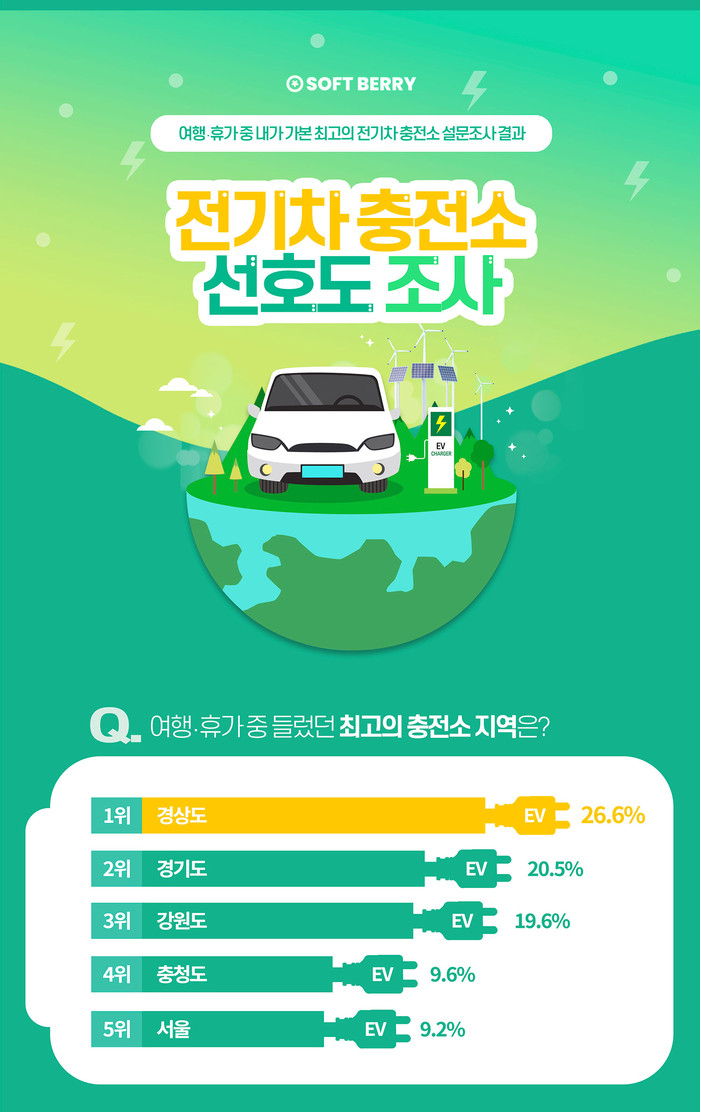 SOFT BERRY
여행·휴가 중 내가 가본 최고의 전기차 충전소 설문조사 결과
전기차 충전소
선호도 조사
EV
CHARGER
Q. 여행·휴가 중 들렀던 최고의 충전소 지역은?
1위 경상도 EV 26.6%
2위 경기도 EV 20.5%
3위 강원도 EV 19.6%
4위 충청도 EV 9.6%
5위 서울 EV 9.2%